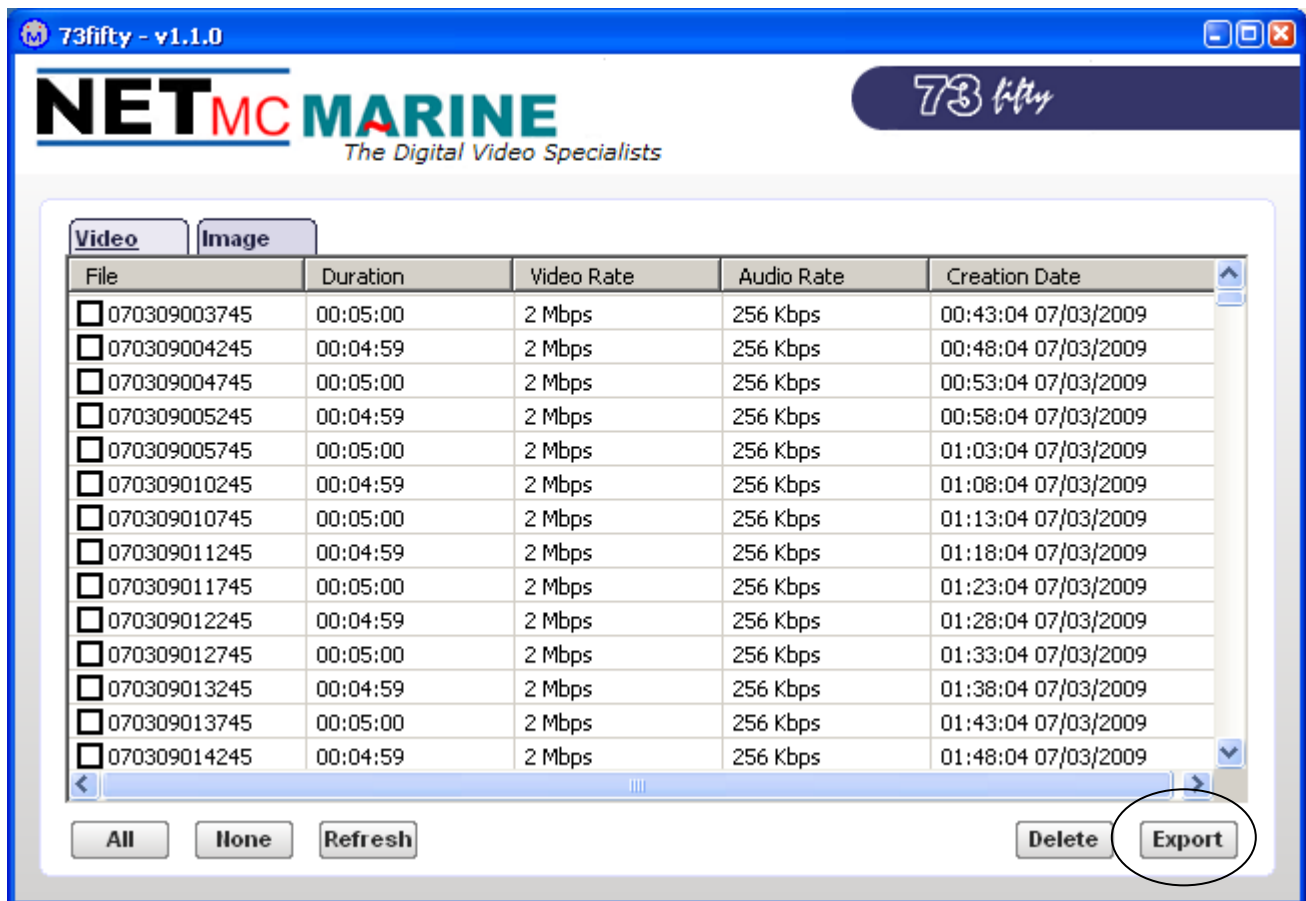 73fifty - v1.1.0
NETMC MARINE
The Digital Video Specialists
73 fifty
Video Image
File Duration Video Rate Audio Rate Creation Date
070309003745 00:05:00 2 Mbps 256 Kbps 00:43:04 07/03/2009
070309004245 00:04:59 2 Mbps 256 Kbps 00:48:04 07/03/2009
070309004745 00:05:00 2 Mbps 256 Kbps 00:53:04 07/03/2009
070309005245 00:04:59 2 Mbps 256 Kbps 00:58:04 07/03/2009
070309005745 00:05:00 2 Mbps 256 Kbps 01:03:04 07/03/2009
070309010245 00:04:59 2 Mbps 256 Kbps 01:08:04 07/03/2009
070309010745 00:05:00 2 Mbps 256 Kbps 01:13:04 07/03/2009
070309011245 00:04:59 2 Mbps 256 Kbps 01:18:04 07/03/2009
070309011745 00:05:00 2 Mbps 256 Kbps 01:23:04 07/03/2009
070309012245 00:04:59 2 Mbps 256 Kbps 01:28:04 07/03/2009
070309012745 00:05:00 2 Mbps 256 Kbps 01:33:04 07/03/2009
070309013245 00:04:59 2 Mbps 256 Kbps 01:38:04 07/03/2009
070309013745 00:05:00 2 Mbps 256 Kbps 01:43:04 07/03/2009
070309014245 00:04:59 2 Mbps 256 Kbps 01:48:04 07/03/2009
All None Refresh Delete Export